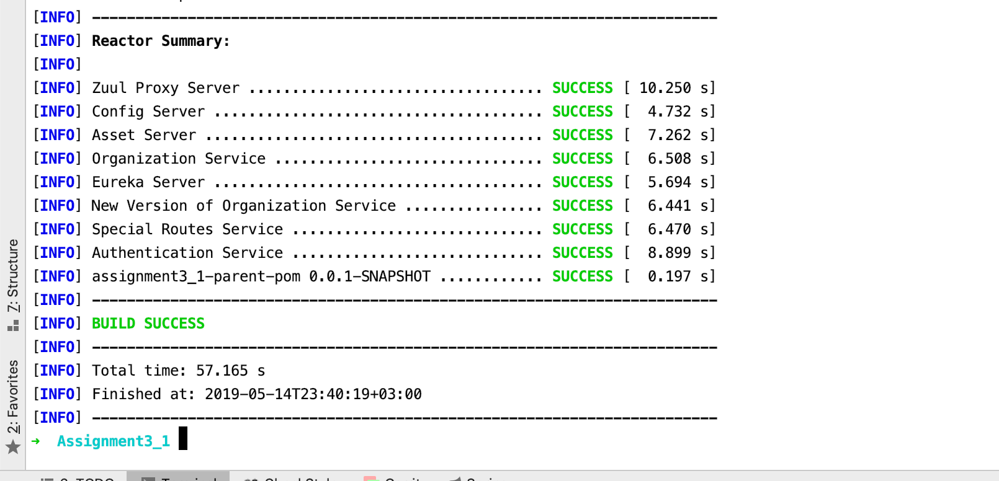 [INFO] ------------------------------------------------------------------------
[INFO] Reactor Summary:
[INFO]
[INFO] Zuul Proxy Server .................................. SUCCESS [ 10.250 s]
[INFO] Config Server ...................................... SUCCESS [  4.732 s]
[INFO] Asset Server ....................................... SUCCESS [  7.262 s]
[INFO] Organization Service ............................... SUCCESS [  6.508 s]
[INFO] Eureka Server ...................................... SUCCESS [  5.694 s]
[INFO] New Version of Organization Service ................ SUCCESS [  6.441 s]
[INFO] Special Routes Service ............................. SUCCESS [  6.470 s]
[INFO] Authentication Service ............................. SUCCESS [  8.899 s]
[INFO] assignment3_1-parent-pom 0.0.1-SNAPSHOT ............ SUCCESS [  0.197 s]
[INFO] ------------------------------------------------------------------------
[INFO] BUILD SUCCESS
[INFO] ------------------------------------------------------------------------
[INFO] Total time: 57.165 s
[INFO] Finished at: 2019-05-14T23:40:19+03:00
[INFO] ------------------------------------------------------------------------
➜  Assignment3_1
7: Structure
2: Favorites
TODO
Terminal